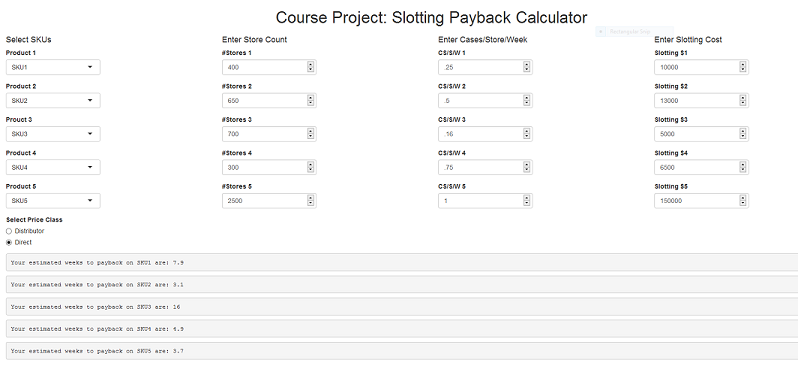 Course Project: Slotting Payback Calculator
Rectangular Snip
Select SKUs Enter Store Count Enter Cases/Store/Week Enter Slotting Cost
Product 1 #Stores 1 CS/S/W 1 Slotting $1
SKU1 400 .25 10000
Product 2 #Stores 2 CS/S/W 2 Slotting $2
SKU2 650 .5 13000
Prouct 3 #Stores 3 CS/S/W 3 Slotting $3
SKU3 700 .16 5000
Product 4 #Stores 4 CS/S/W 4 Slotting $4
SKU4 300 .75 6500
Product 5 #Stores 5 CS/S/W 5 Slotting $5
SKU5 2500 1 150000
Select Price Class
Distributor
Direct
Your estimated weeks to payback on SKU1 are: 7.9
Your estimated weeks to payback on SKU2 are: 3.1
Your estimated weeks to payback on SKU3 are: 16
Your estimated weeks to payback on SKU4 are: 4.9
Your estimated weeks to payback on SKU5 are: 3.7